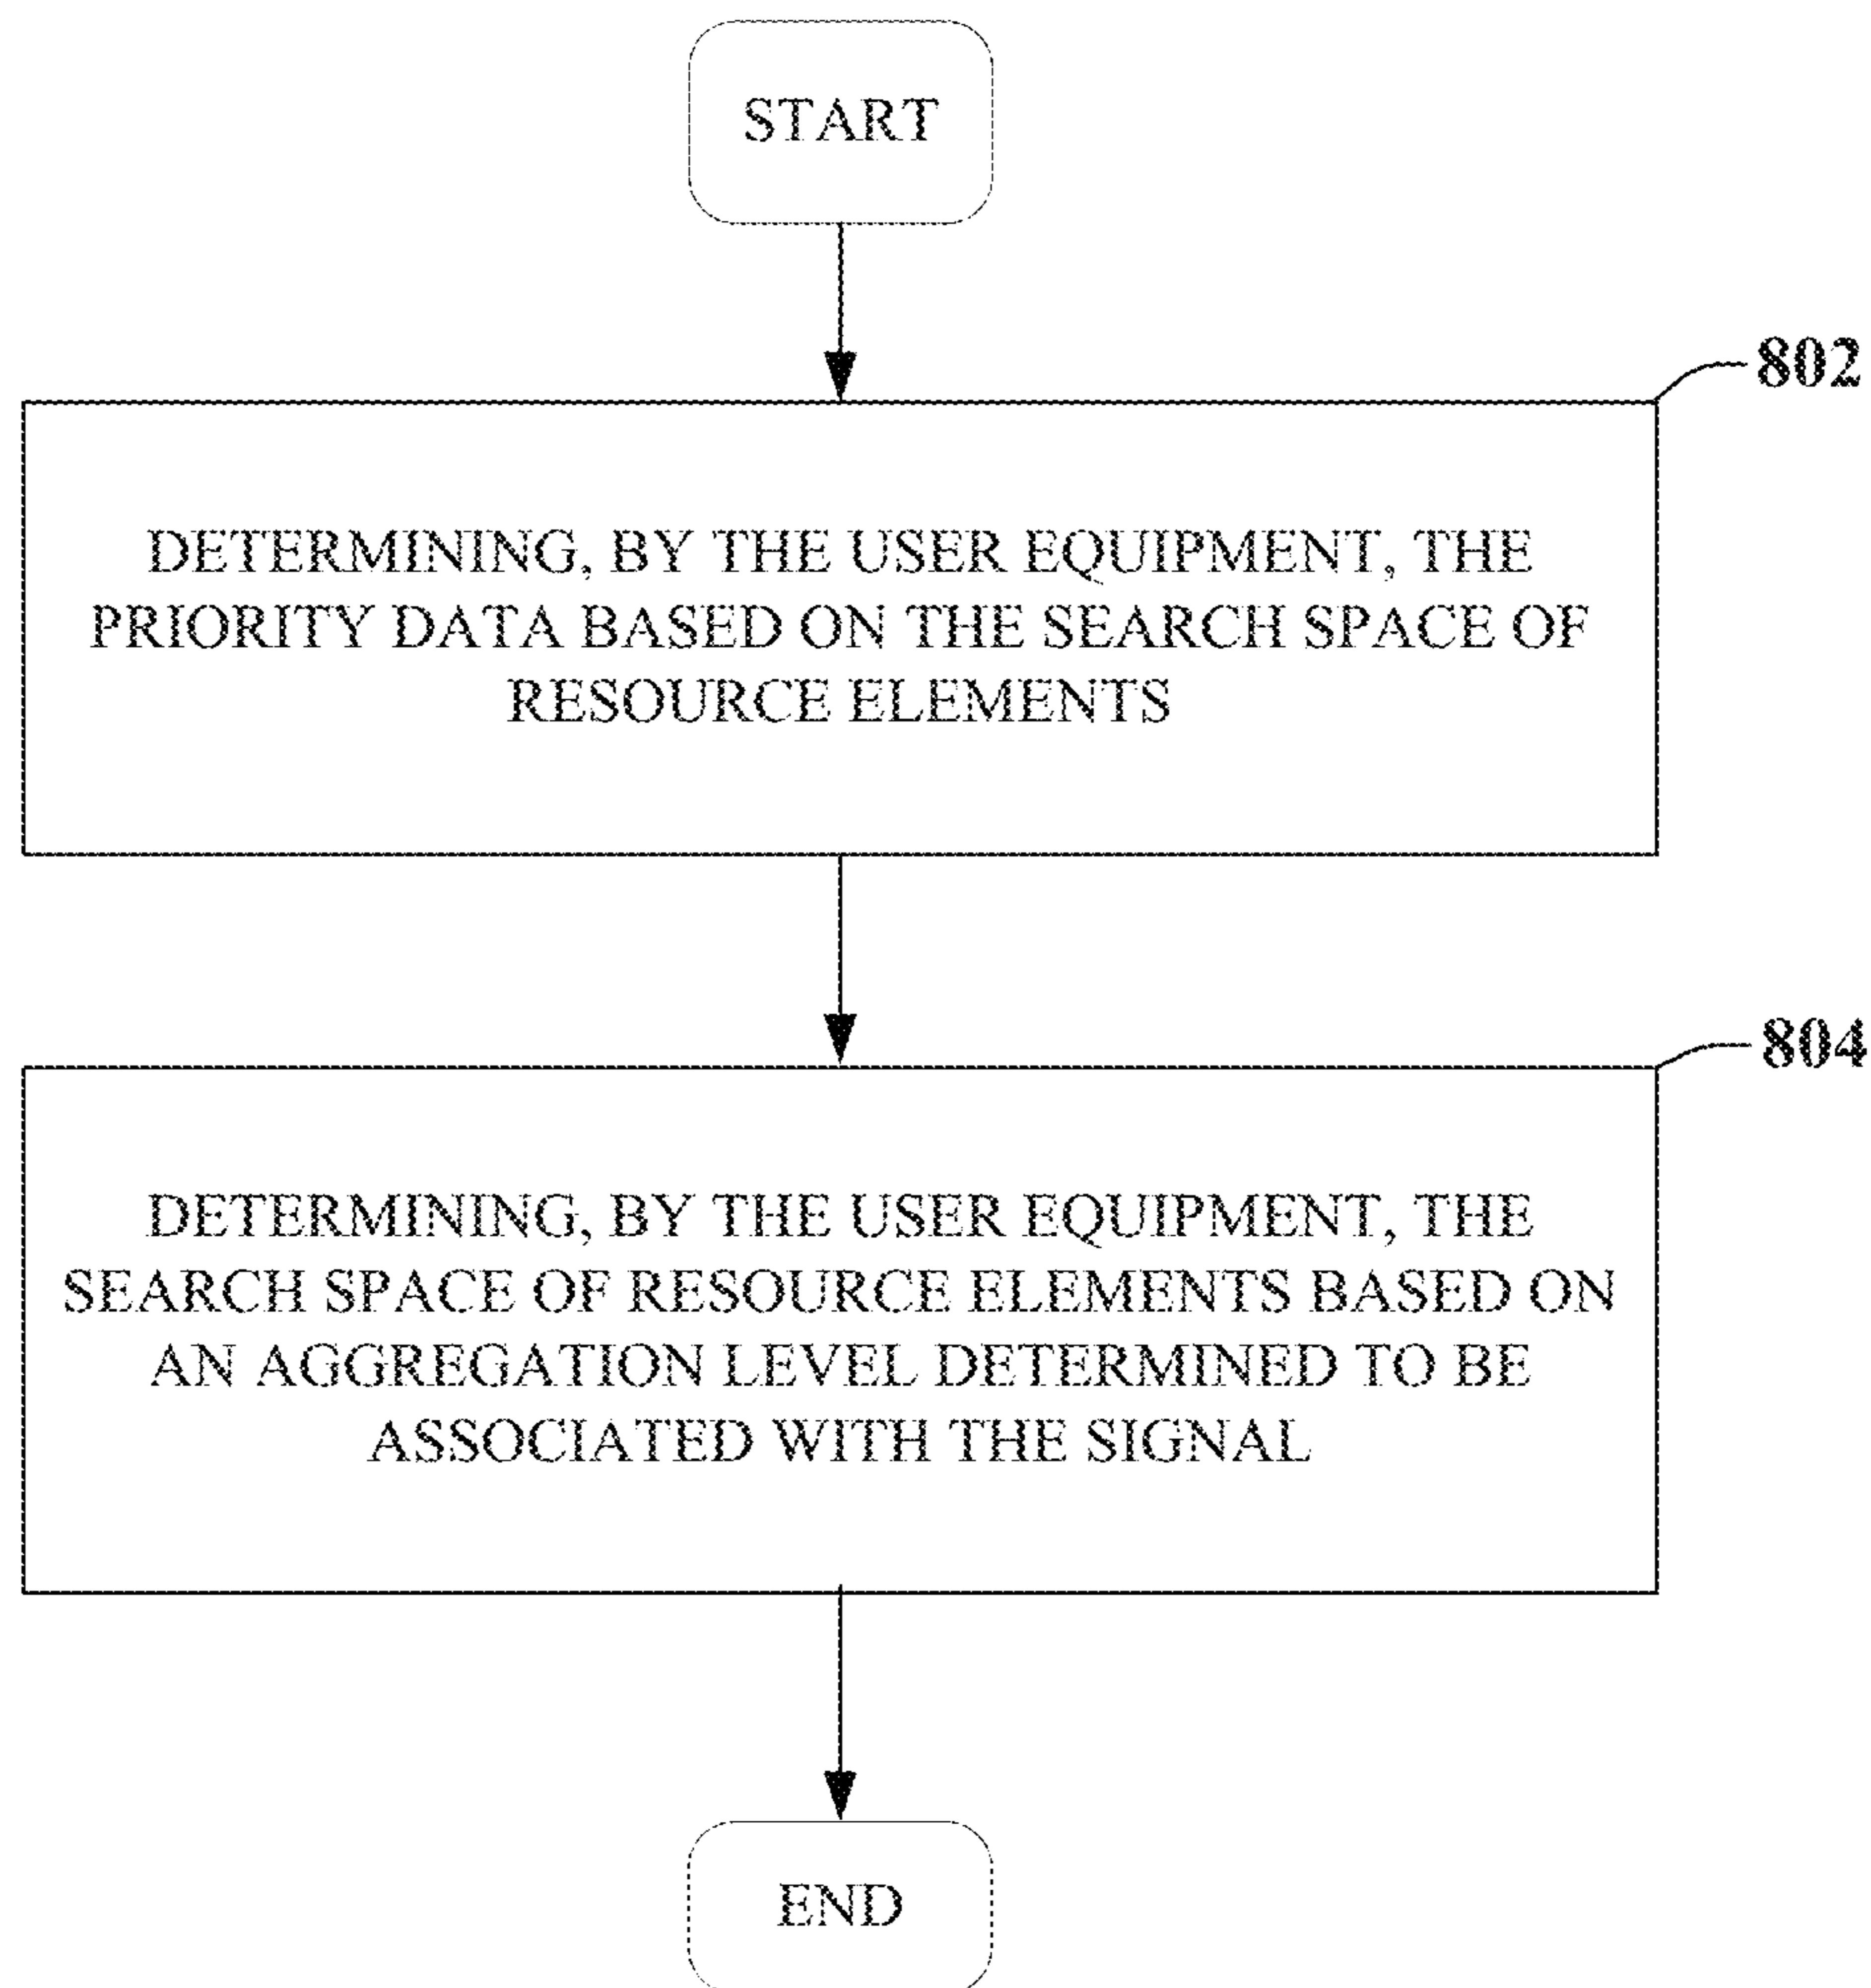 START
802
DETERMINING, BY THE USER EQUIPMENT, THE
PRIORITY DATA BASED ON THE SEARCH SPACE OF
RESOURCE ELEMENTS
804
DETERMINING, BY THE USER EQUIPMENT, THE
SEARCH SPACE OF RESOURCE ELEMENTS BASED ON
AN AGGREGATION LEVEL DETERMINED TO BE
ASSOCIATED WITH THE SIGNAL
END